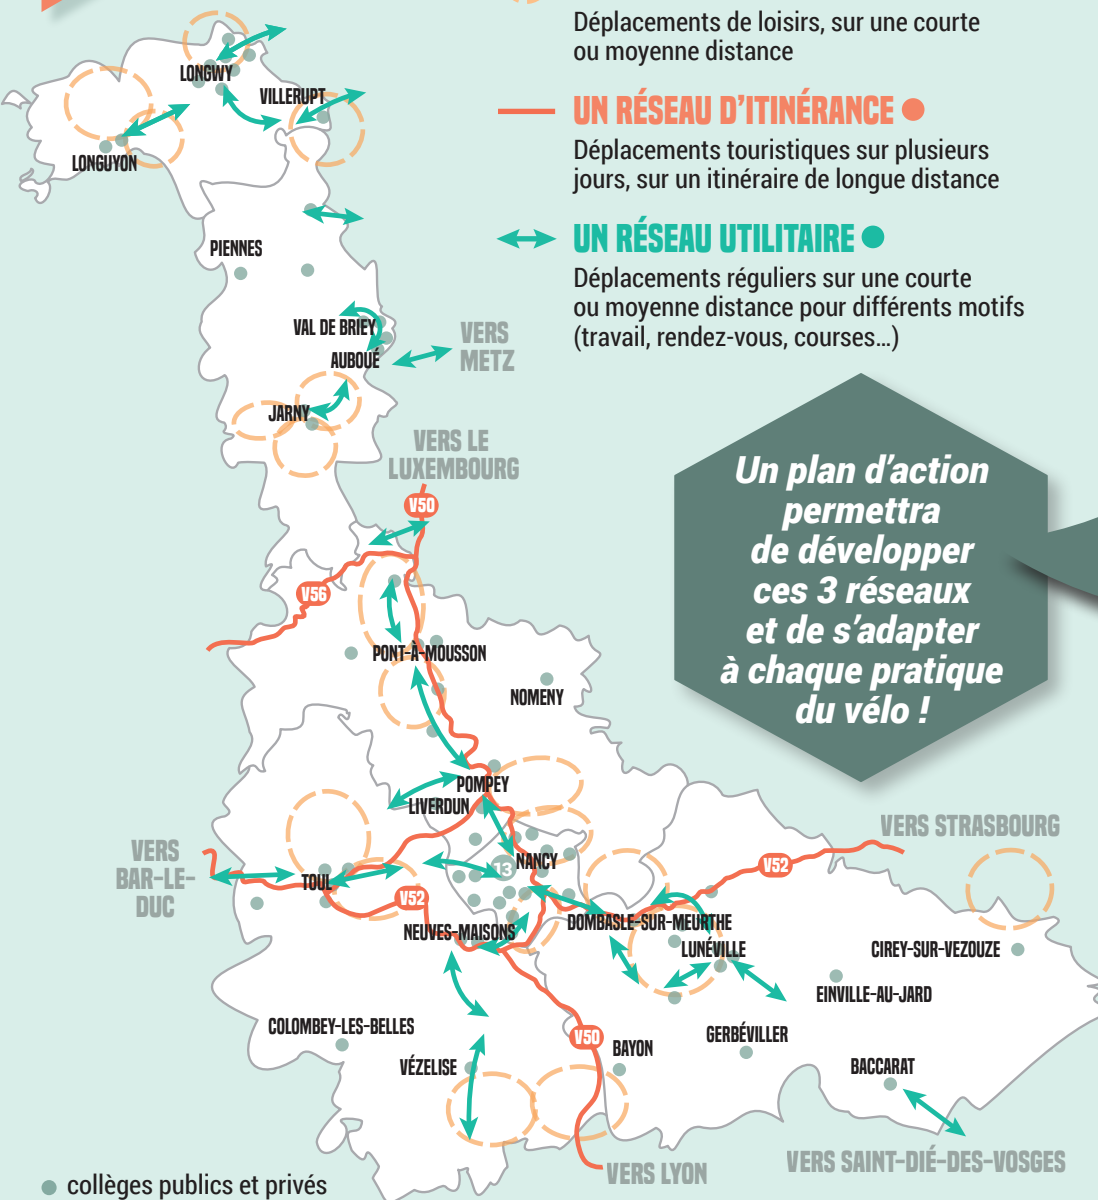 Déplacements de loisirs, sur une courte
ou moyenne distance
UN RÉSEAU D'ITINÉRANCE
Déplacements touristiques sur plusieurs
jours, sur un itinéraire de longue distance
UN RÉSEAU UTILITAIRE
Déplacements réguliers sur une courte
ou moyenne distance pour différents motifs
(travail, rendez-vous, courses...)
Un plan d'action
permettra
de développer
ces 3 réseaux
et de s'adapter
à chaque pratique
du vélo !
LONGWY
VILLERUPT
LONGUYON
PIENNES
VAL DE BRIEY
AUBOUÉ
VERS
METZ
JARNY
VERS LE
LUXEMBOURG
V50
V56
PONT-À-MOUSSON
NOMENY
POMPEY
LIVERDUN
VERS STRASBOURG
VERS
BAR-LE-
DUC
NANCY
13
V52
TOUL
V52
DOMBASLE-SUR-MEURTHE
NEUVES-MAISONS
LUNÉVILLE
CIREY-SUR-VEZOUZE
EINVILLE-AU-JARD
COLOMBEY-LES-BELLES
V50
BAYON
GERBÉVILLER
VÉZELISE
BACCARAT
VERS LYON
VERS SAINT-DIÉ-DES-VOSGES
collèges publics et privés